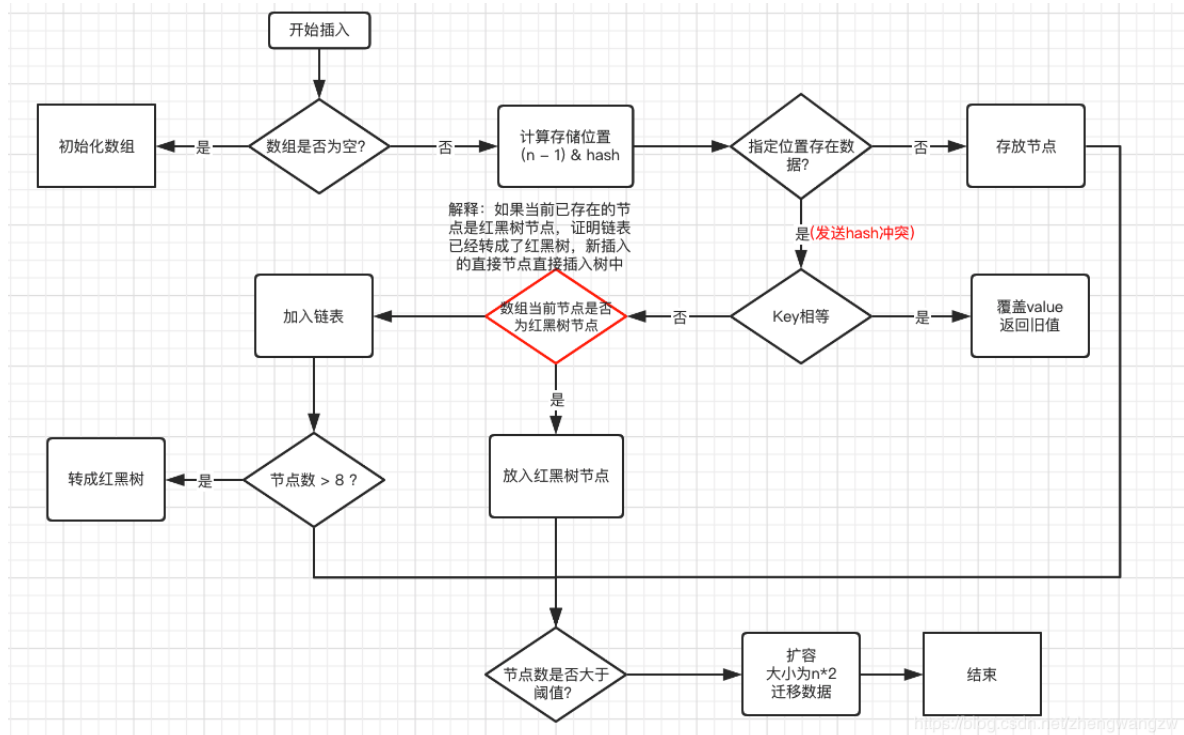 开始插入
初始化数组
是
数组是否为空?
否
计算存储位置
(n - 1) & hash
指定位置存在数
据?
否
存放节点
是(发送hash冲突)
解释：如果当前已存在的节
点是红黑树节点，证明链表
已经转成了红黑树，新插入
的直接节点直接插入树中
加入链表
数组当前节点是否
为红黑树节点
否
Key相等
是
覆盖value
返回旧值
是
转成红黑树
是
节点数 > 8 ?
放入红黑树节点
节点数是否大于
阈值?
扩容
大小为n*2
迁移数据
结束
https://blog.csdn.net/zhengwangzw